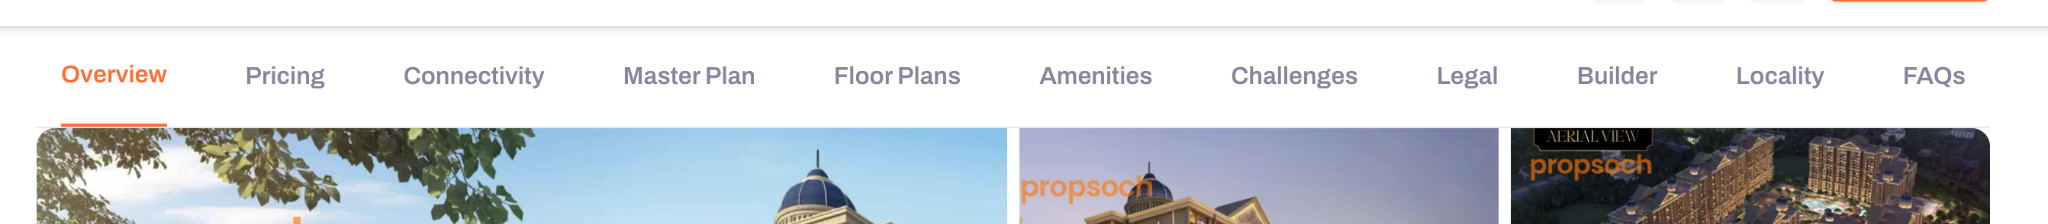 Overview Pricing Connectivity Master Plan Floor Plans Amenities Challenges Legal Builder Locality FAQs
AERIAL VIEW
propsoch
propsoch